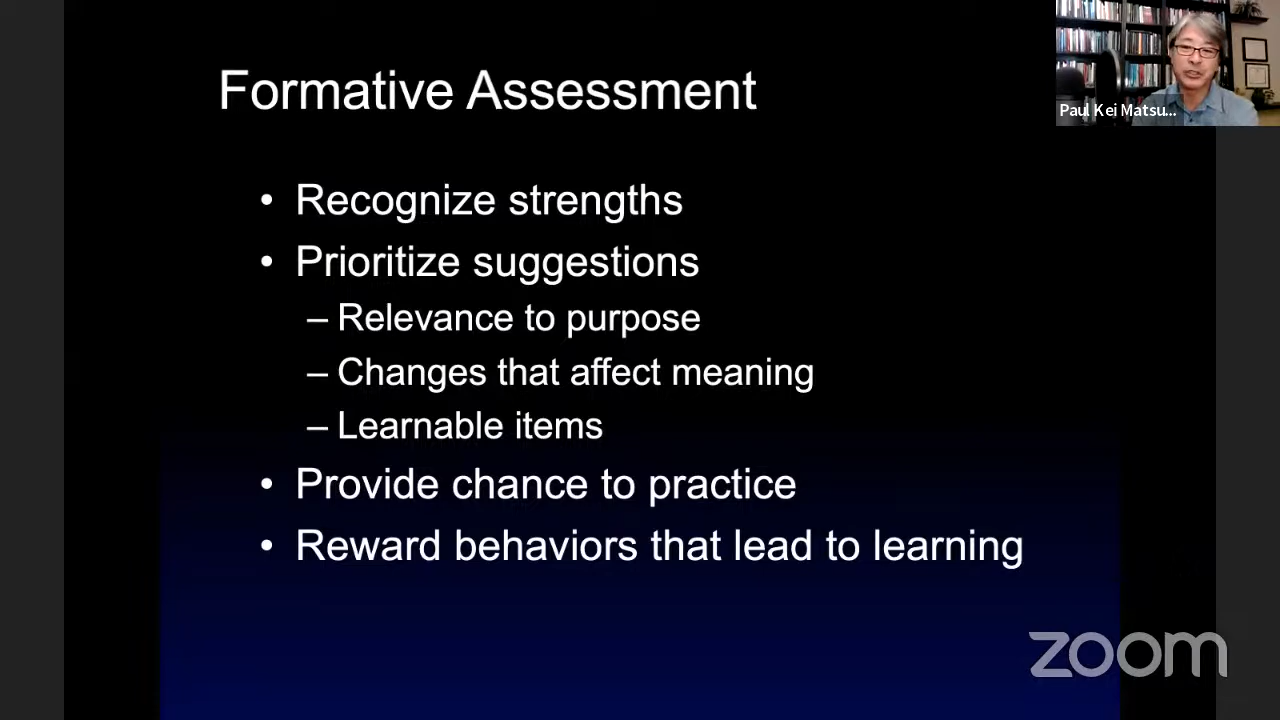 Formative Assessment
• Recognize strengths
• Prioritize suggestions
– Relevance to purpose
– Changes that affect meaning
– Learnable items
• Provide chance to practice
• Reward behaviors that lead to learning
Paul Kei Matsu...
zoom